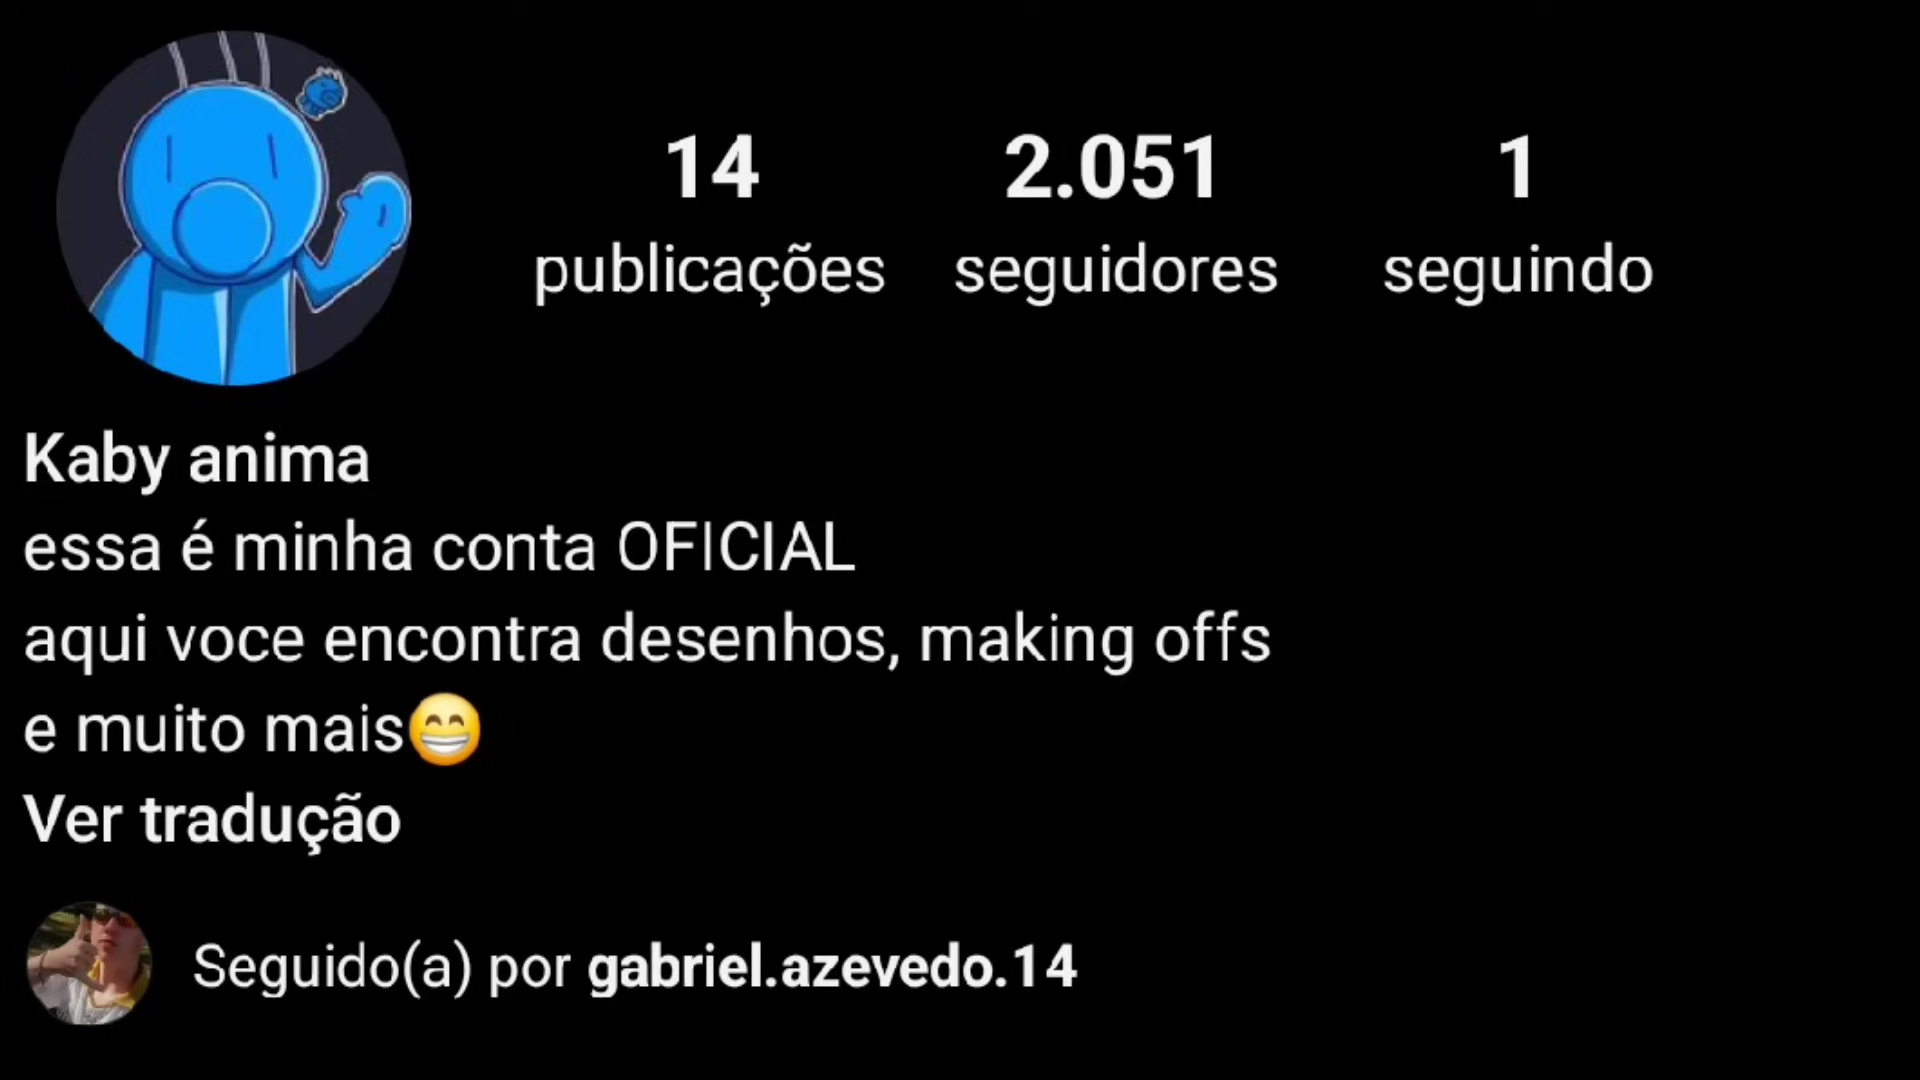 14 2.051 1
publicações seguidores seguindo
Kaby anima
essa é minha conta OFICIAL
aqui voce encontra desenhos, making offs
e muito mais😁
Ver tradução
Seguido(a) por gabriel.azevedo.14